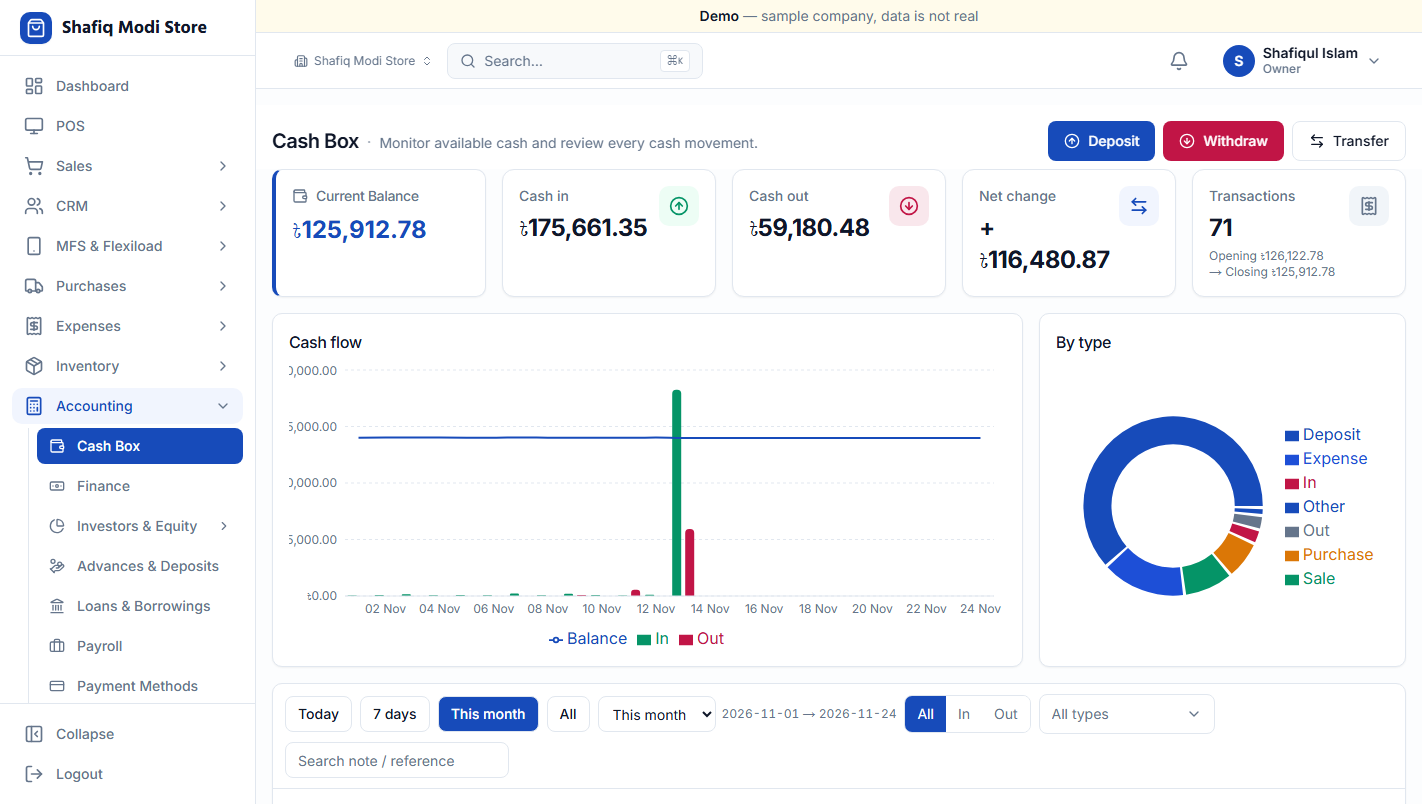 Shafiq Modi Store
Dashboard
POS
Sales
CRM
MFS & Flexiload
Purchases
Expenses
Inventory
Accounting
Cash Box
Finance
Investors & Equity
Advances & Deposits
Loans & Borrowings
Payroll
Payment Methods
Collapse
Logout
Demo — sample company, data is not real
Shafiq Modi Store
Search...
⌘K
S
Shafiqul Islam
Owner
Cash Box · Monitor available cash and review every cash movement.
Deposit
Withdraw
Transfer
Current Balance
৳125,912.78
Cash in
৳175,661.35
Cash out
৳59,180.48
Net change
+
৳116,480.87
Transactions
71
Opening ৳126,122.78
→ Closing ৳125,912.78
Cash flow
0,000.00
5,000.00
0,000.00
5,000.00
৳0.00
02 Nov 04 Nov 06 Nov 08 Nov 10 Nov 12 Nov 14 Nov 16 Nov 18 Nov 20 Nov 22 Nov 24 Nov
Balance In Out
By type
Deposit
Expense
In
Other
Out
Purchase
Sale
Today 7 days This month All This month 2026-11-01 → 2026-11-24 All In Out All types
Search note / reference